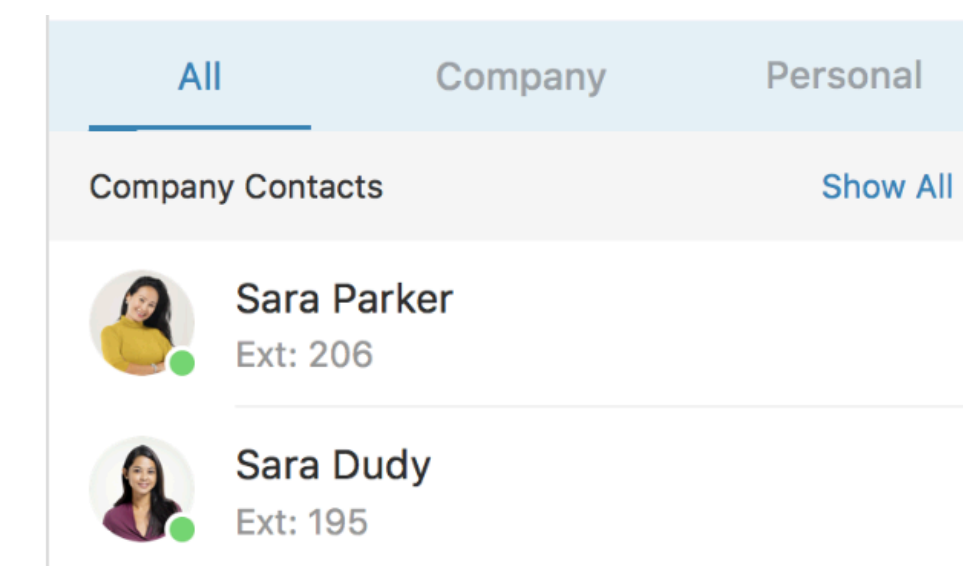 All Company Personal
Company Contacts Show All
Sara Parker
Ext: 206
Sara Dudy
Ext: 195